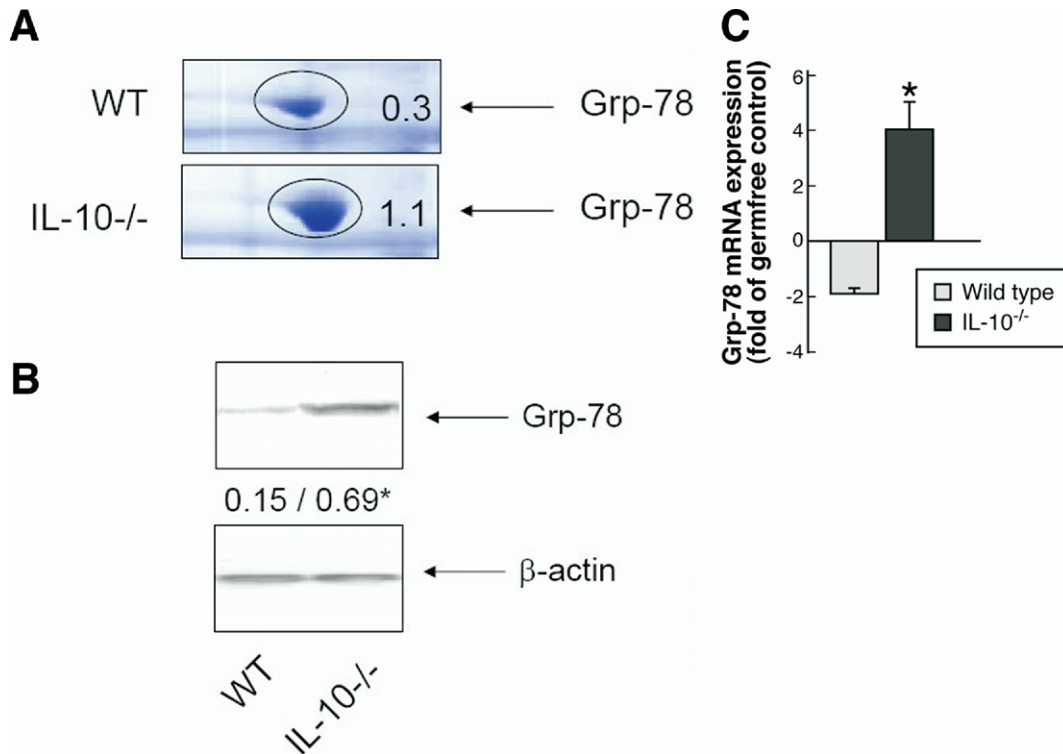 A
WT
0.3
Grp-78
IL-10-/-
1.1
Grp-78
B
Grp-78
0.15 / 0.69*
β-actin
WT
IL-10-/-
C
Grp-78 mRNA expression
(fold of germfree control)
6
4
2
0
-2
-4
*
Wild type
IL-10-/-